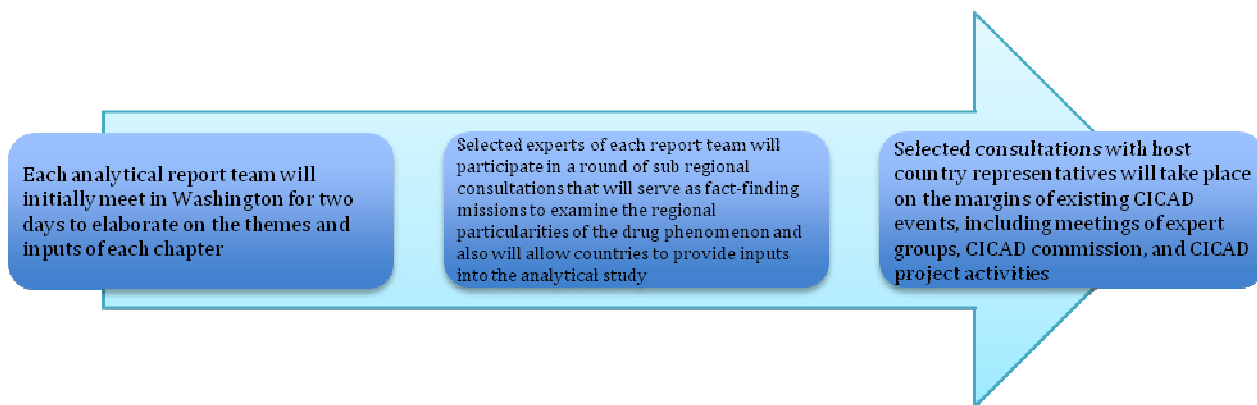 Each analytical report team will
initially meet in Washington for two
days to elaborate on the themes and
inputs of each chapter
Selected experts of each report team will
participate in a round of sub regional
consultations that will serve as fact-finding
missions to examine the regional
particularities of the drug phenomenon and
also will allow countries to provide inputs
into the analytical study
Selected consultations with host
country representatives will take place
on the margins of existing CICAD
events, including meetings of expert
groups, CICAD commission, and CICAD
project activities